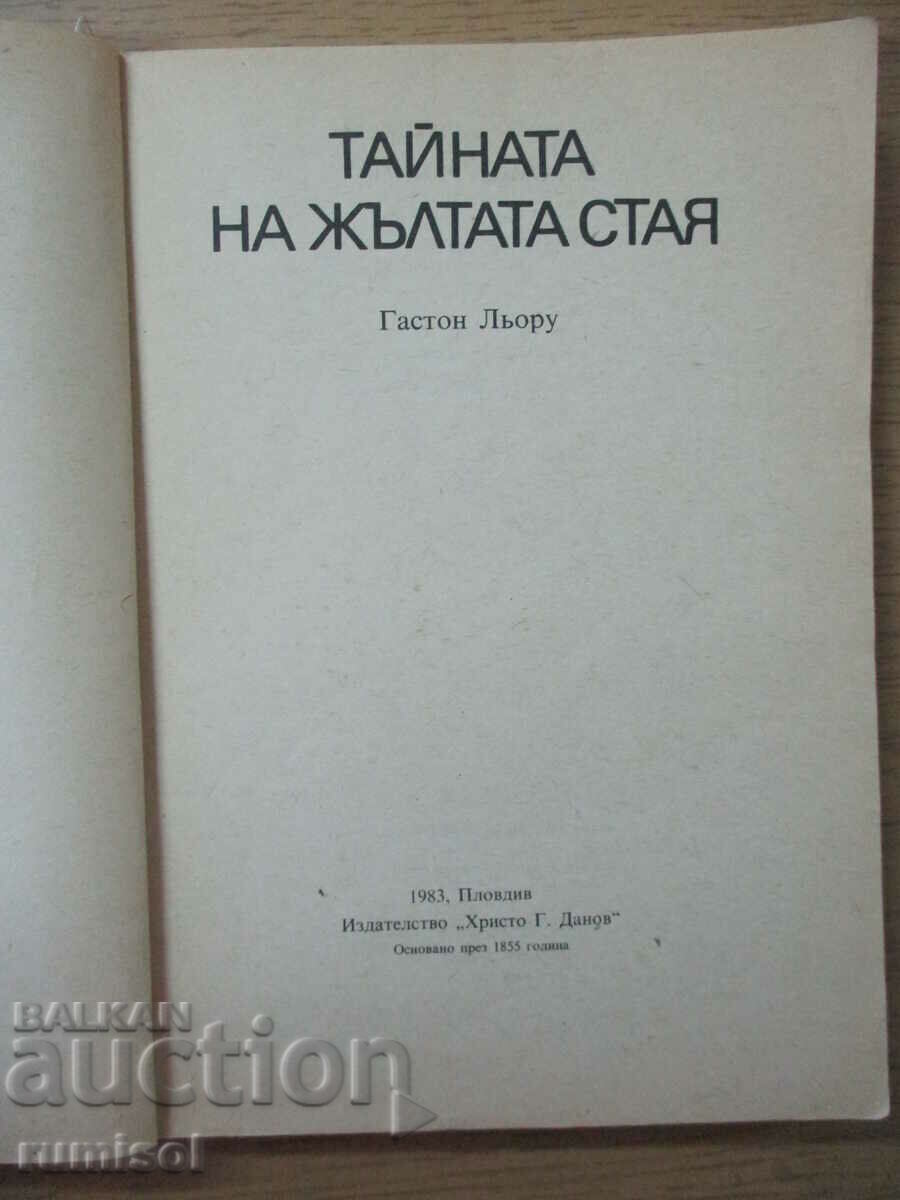 ТАЙНАТА
НА ЖЪЛТАТА СТАЯ
Гастон Льору
1983, Пловдив
Издателство „Христо Г. Данов“
Основано през 1855 година
BALKAN
auction
rumisol